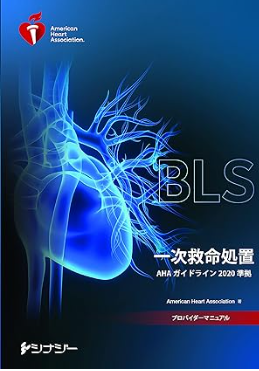 American
Heart
Association.
BLS
一次救命処置
AHA ガイドライン 2020 準拠
American Heart Association 著
プロバイダーマニュアル
シナジー